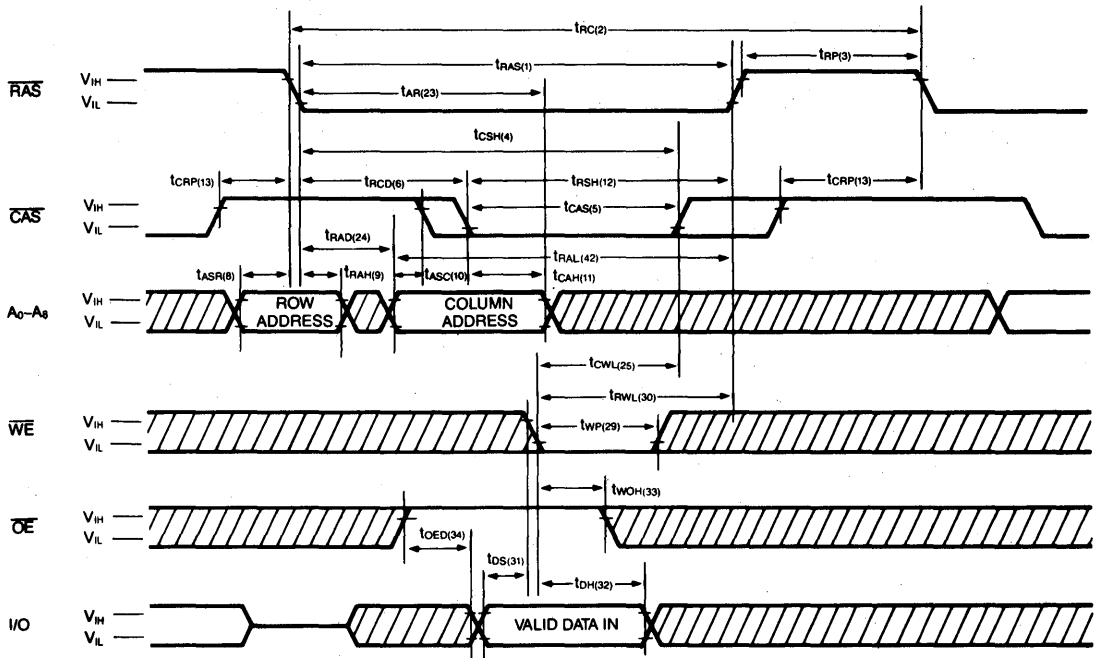 tRC(2)
tRAS(1)
tRP(3)
RAS
VIH
VIL
tAR(23)
tCSH(4)
tCRP(13)
tRCD(6)
tRSH(12)
tCRP(13)
CAS
VIH
VIL
tCAS(5)
tRAD(24)
tRAL(42)
tASR(8)
tRAH(9)
tASC(10)
tCAH(11)
A0–A8
VIH
VIL
ROW
ADDRESS
COLUMN
ADDRESS
tCWL(25)
tRWL(30)
WE
VIH
VIL
tWP(29)
tWOH(33)
OE
VIH
VIL
tOED(34)
tDS(31)
tDH(32)
I/O
VIH
VIL
VALID DATA IN